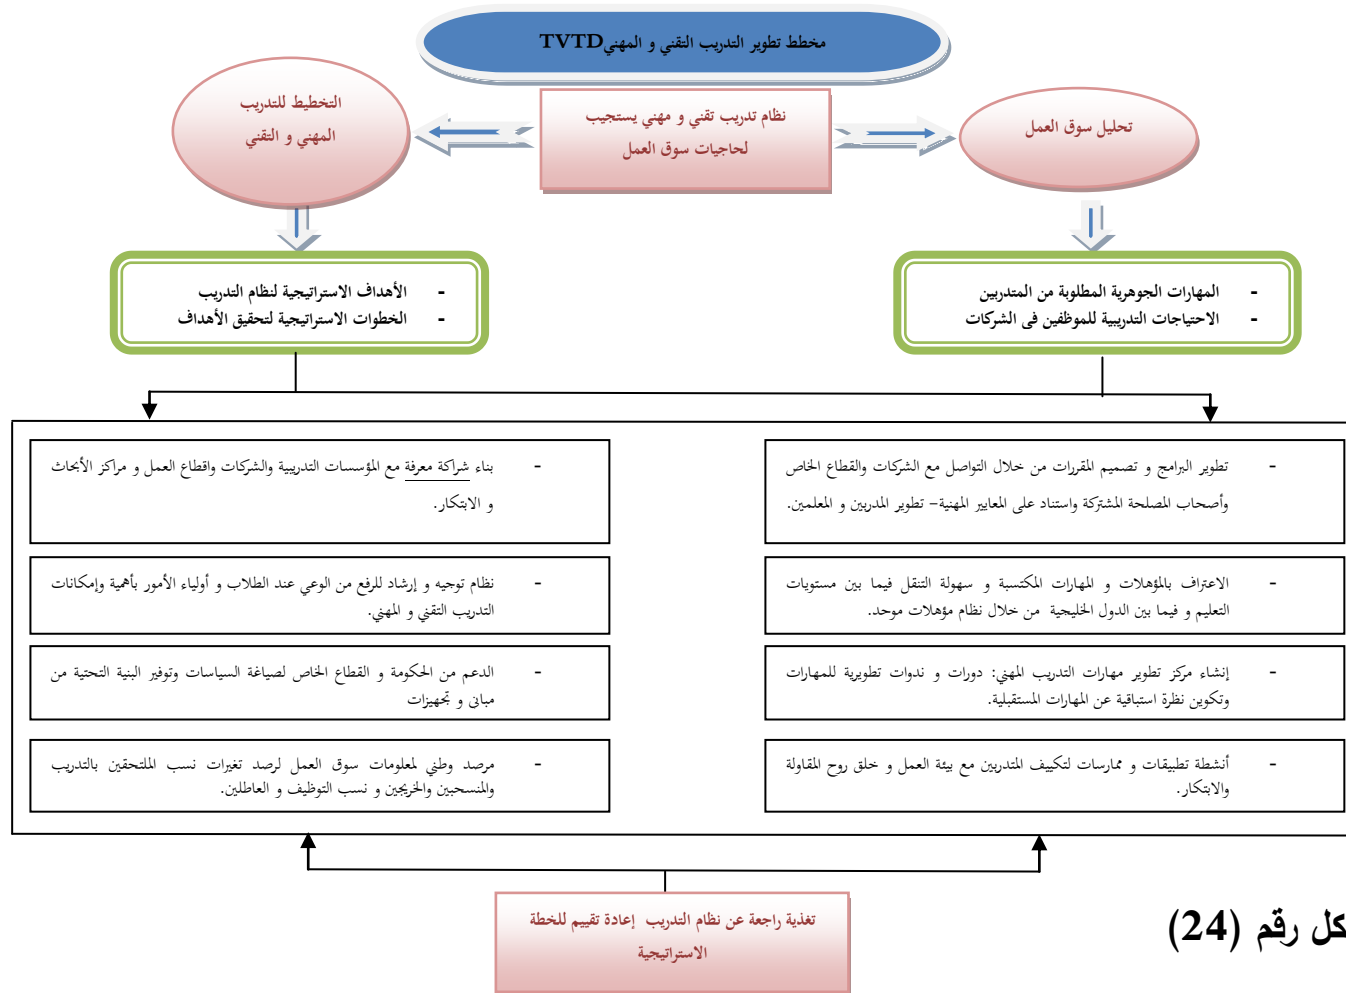 مخطط تطوير التدريب التقني و المهنيTVTD
تحليل سوق العمل
نظام تدريب تقني و مهني يستجيب
لحاجيات سوق العمل
التخطيط للتدريب
المهني و التقني
- المهارات الجوهرية المطلوبة من المتدربين
- الاحتياجات التدريبية للموظفين فى الشركات
- الأهداف الاستراتيجية لنظام التدريب
- الخطوات الاستراتيجية لتحقيق الأهداف
- تطوير البرامج و تصميم المقررات من خلال التواصل مع الشركات والقطاع الخاص
وأصحاب المصلحة المشتركة واستناد على المعايير المهنية– تطوير المدربين و المعلمين.
- الاعتراف بالمؤهلات و المهارات المكتسبة و سهولة التنقل فيما بين مستويات
التعليم و فيما بين الدول الخليجية من خلال نظام مؤهلات موحد.
- إنشاء مركز تطوير مهارات التدريب المهني: دورات و ندوات تطويرية للمهارات
وتكوين نظرة استباقية عن المهارات المستقبلية.
- أنشطة تطبيقات و ممارسات لتكييف المتدربين مع بيئة العمل و خلق روح المقاولة
والابتكار.
- بناء شراكة معرفة مع المؤسسات التدريبية والشركات واقطاع العمل و مراكز الأبحاث
و الابتكار.
- نظام توجيه و إرشاد للرفع من الوعي عند الطلاب و أولياء الأمور بأهمية وإمكانات
التدريب التقني و المهني.
- الدعم من الحكومة و القطاع الخاص لصياغة السياسات وتوفير البنية التحتية من
مبانى و تجهيزات
- مرصد وطني لمعلومات سوق العمل لرصد تغيرات نسب الملتحقين بالتدريب
والمنسحبين والخريجين و نسب التوظيف و العاطلين.
تغذية راجعة عن نظام التدريب إعادة تقييم للخطة
الاستراتيجية
كل رقم (24)